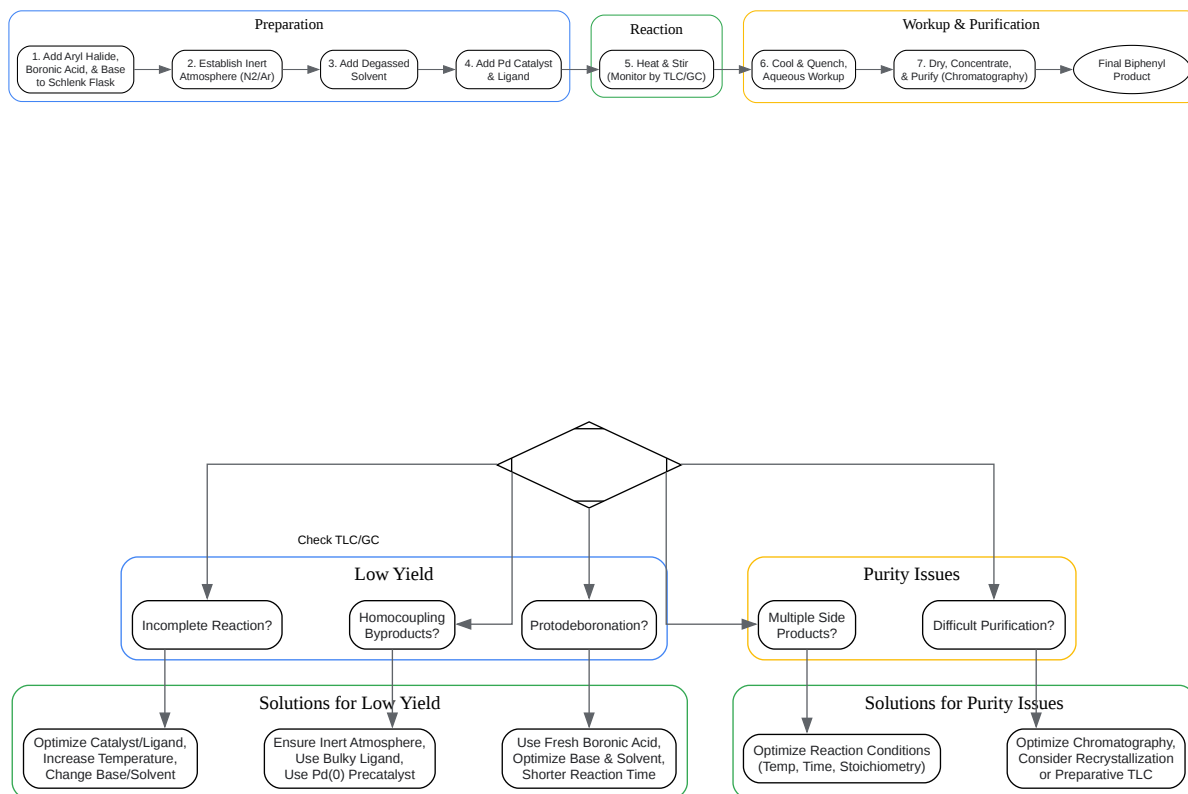 Preparation
Reaction
Workup & Purification
1. Add Aryl Halide,
Boronic Acid, & Base
to Schlenk Flask
2. Establish Inert
Atmosphere (N2/Ar)
3. Add Degassed
Solvent
4. Add Pd Catalyst
& Ligand
5. Heat & Stir
(Monitor by TLC/GC)
6. Cool & Quench,
Aqueous Workup
7. Dry, Concentrate,
& Purify (Chromatography)
Final Biphenyl
Product
Check TLC/GC
Low Yield
Purity Issues
Incomplete Reaction?
Homocoupling
Byproducts?
Protodeboronation?
Multiple Side
Products?
Difficult Purification?
Solutions for Low Yield
Solutions for Purity Issues
Optimize Catalyst/Ligand,
Increase Temperature,
Change Base/Solvent
Ensure Inert Atmosphere,
Use Bulky Ligand,
Use Pd(0) Precatalyst
Use Fresh Boronic Acid,
Optimize Base & Solvent,
Shorter Reaction Time
Optimize Reaction Conditions
(Temp, Time, Stoichiometry)
Optimize Chromatography,
Consider Recrystallization
or Preparative TLC